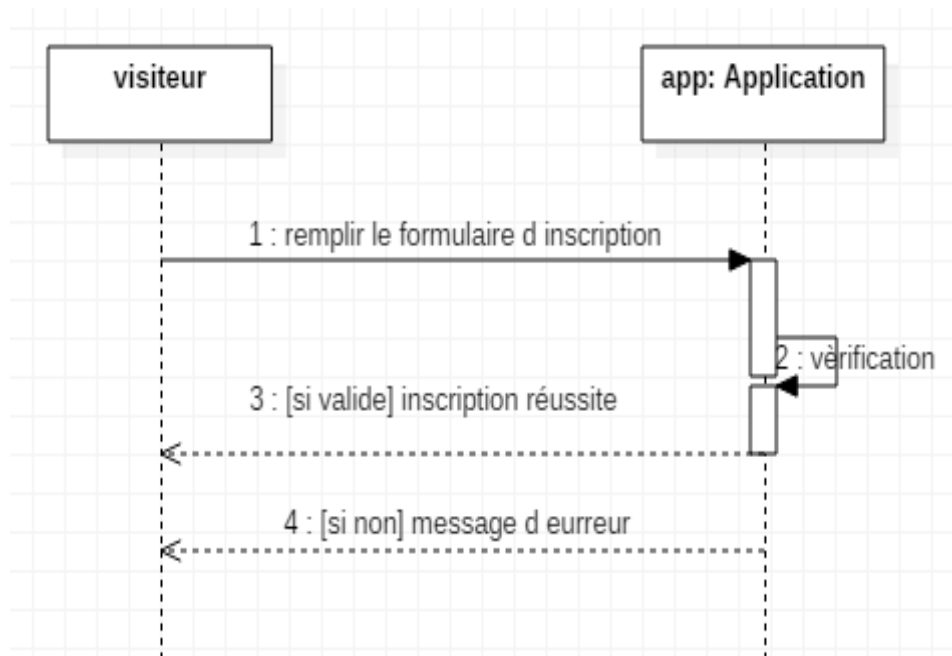 visiteur
app: Application
1 : remplir le formulaire d inscription
2 : vèrification
3 : [si valide] inscription réussite
4 : [si non] message d eurreur